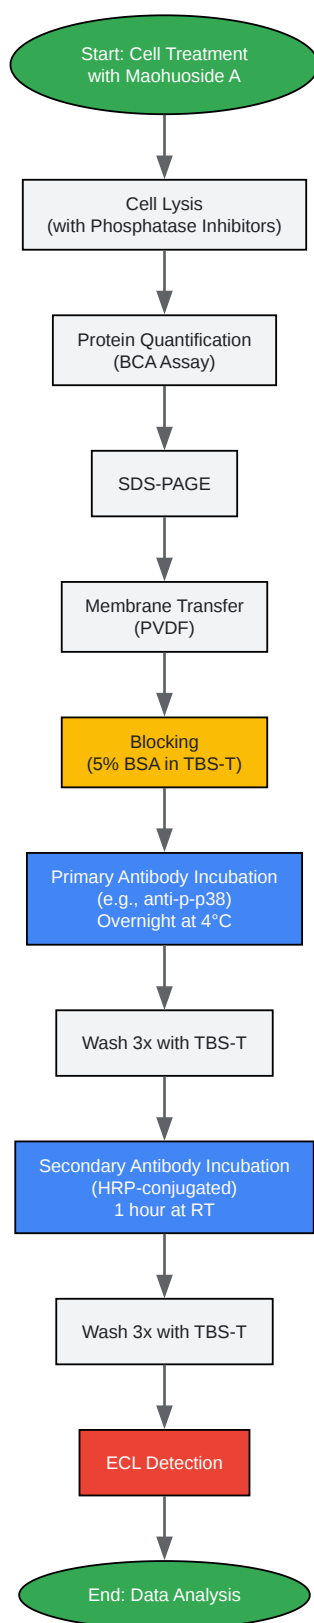 Start: Cell Treatment
with Maohuoside A
Cell Lysis
(with Phosphatase Inhibitors)
Protein Quantification
(BCA Assay)
SDS-PAGE
Membrane Transfer
(PVDF)
Blocking
(5% BSA in TBS-T)
Primary Antibody Incubation
(e.g., anti-p-p38)
Overnight at 4°C
Wash 3x with TBS-T
Secondary Antibody Incubation
(HRP-conjugated)
1 hour at RT
Wash 3x with TBS-T
ECL Detection
End: Data Analysis